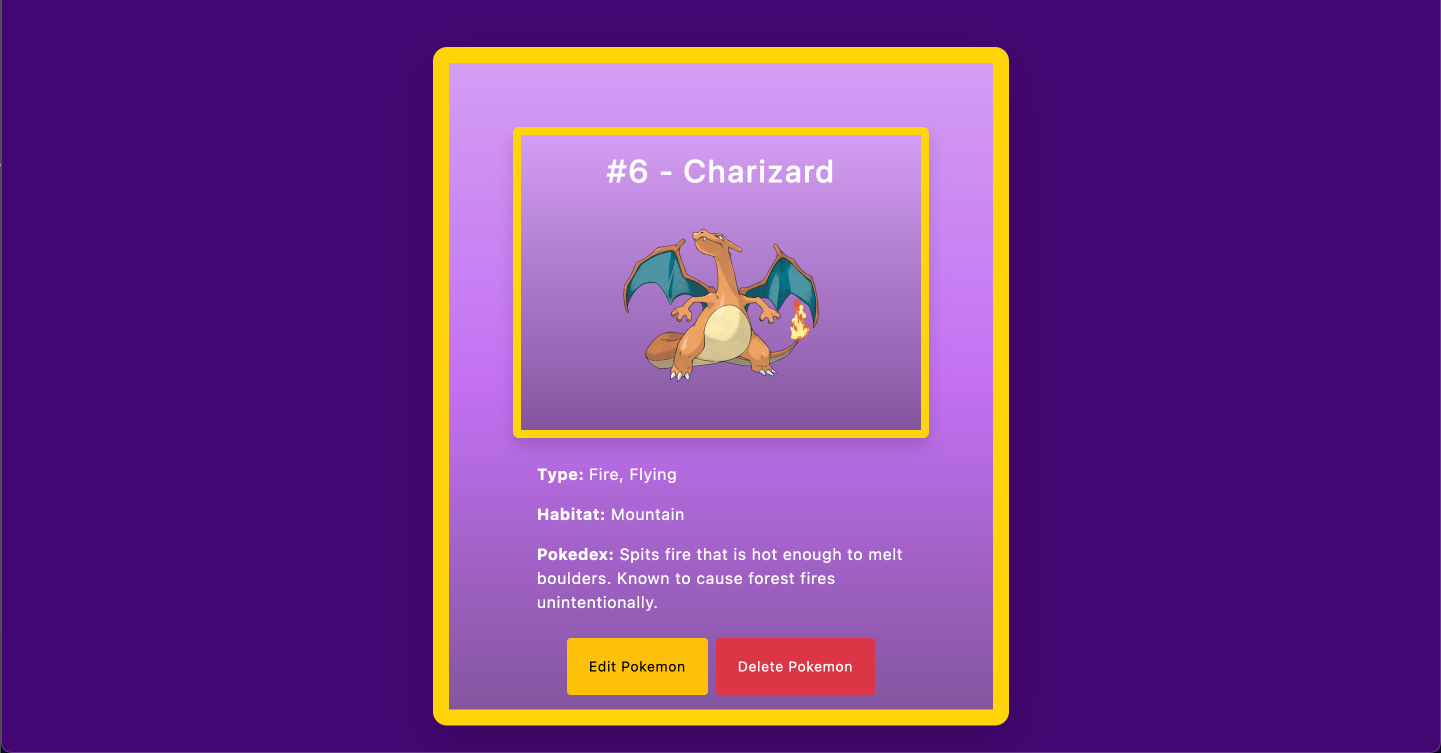 #6 - Charizard
Type: Fire, Flying
Habitat: Mountain
Pokedex: Spits fire that is hot enough to melt
boulders. Known to cause forest fires
unintentionally.
Edit Pokemon
Delete Pokemon